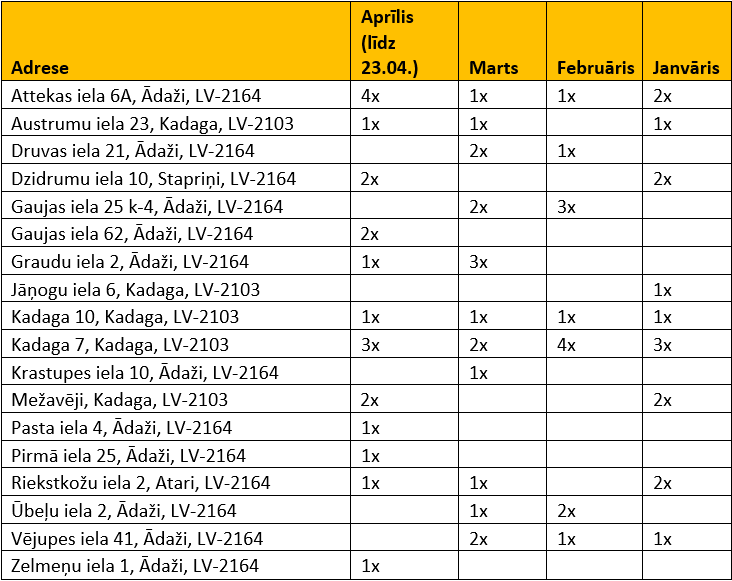 Adrese Aprīlis (līdz 23.04.) Marts Februāris Janvāris
Attekas iela 6A, Ādaži, LV-2164 4x 1x 1x 2x
Austrumu iela 23, Kadaga, LV-2103 1x 1x 1x
Druvas iela 21, Ādaži, LV-2164 2x 1x
Dzidrumu iela 10, Stapriņi, LV-2164 2x 2x
Gaujas iela 25 k-4, Ādaži, LV-2164 2x 3x
Gaujas iela 62, Ādaži, LV-2164 2x
Graudu iela 2, Ādaži, LV-2164 1x 3x
Jāņogu iela 6, Kadaga, LV-2103 1x
Kadaga 10, Kadaga, LV-2103 1x 1x 1x 1x
Kadaga 7, Kadaga, LV-2103 3x 2x 4x 3x
Krastupes iela 10, Ādaži, LV-2164 1x
Mežavēji, Kadaga, LV-2103 2x 2x
Pasta iela 4, Ādaži, LV-2164 1x
Pirmā iela 25, Ādaži, LV-2164 1x
Riekstkožu iela 2, Atari, LV-2164 1x 1x 2x
Ūbeļu iela 2, Ādaži, LV-2164 1x 2x
Vējupes iela 41, Ādaži, LV-2164 2x 1x 1x
Zelmeņu iela 1, Ādaži, LV-2164 1x